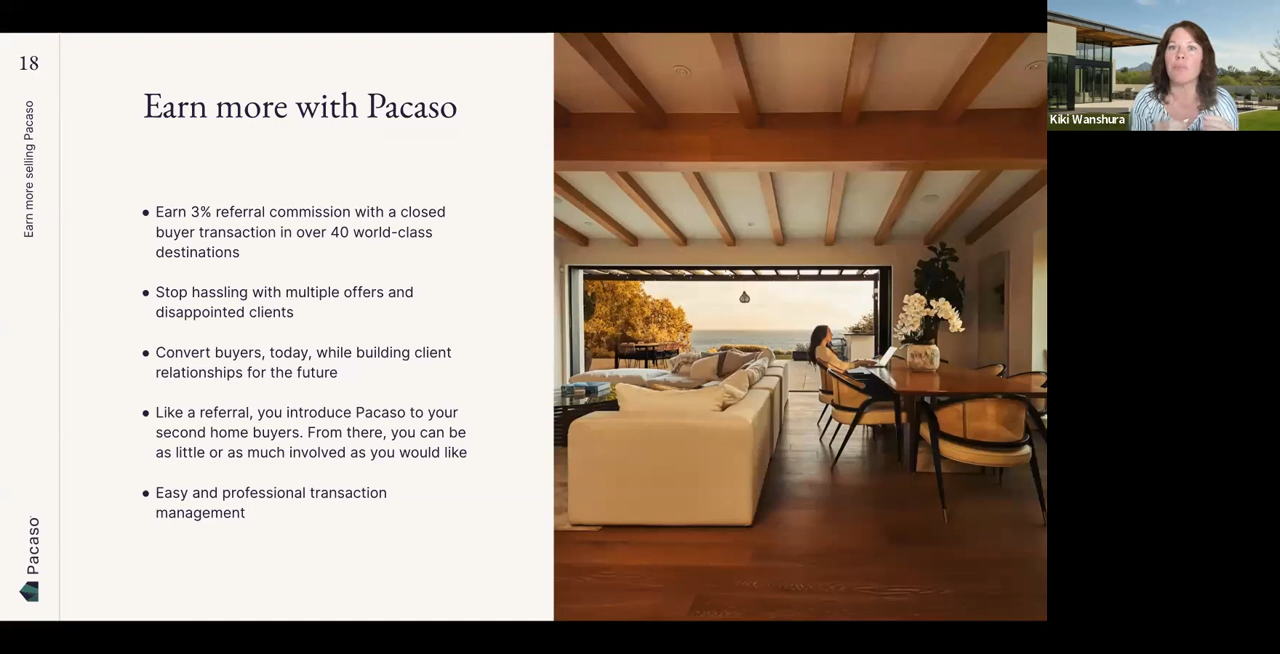 18
Earn more selling Pacaso
Pacaso
Earn more with Pacaso
• Earn 3% referral commission with a closed
buyer transaction in over 40 world-class
destinations
• Stop hassling with multiple offers and
disappointed clients
• Convert buyers, today, while building client
relationships for the future
• Like a referral, you introduce Pacaso to your
second home buyers. From there, you can be
as little or as much involved as you would like
• Easy and professional transaction
management
Kiki Wanshura